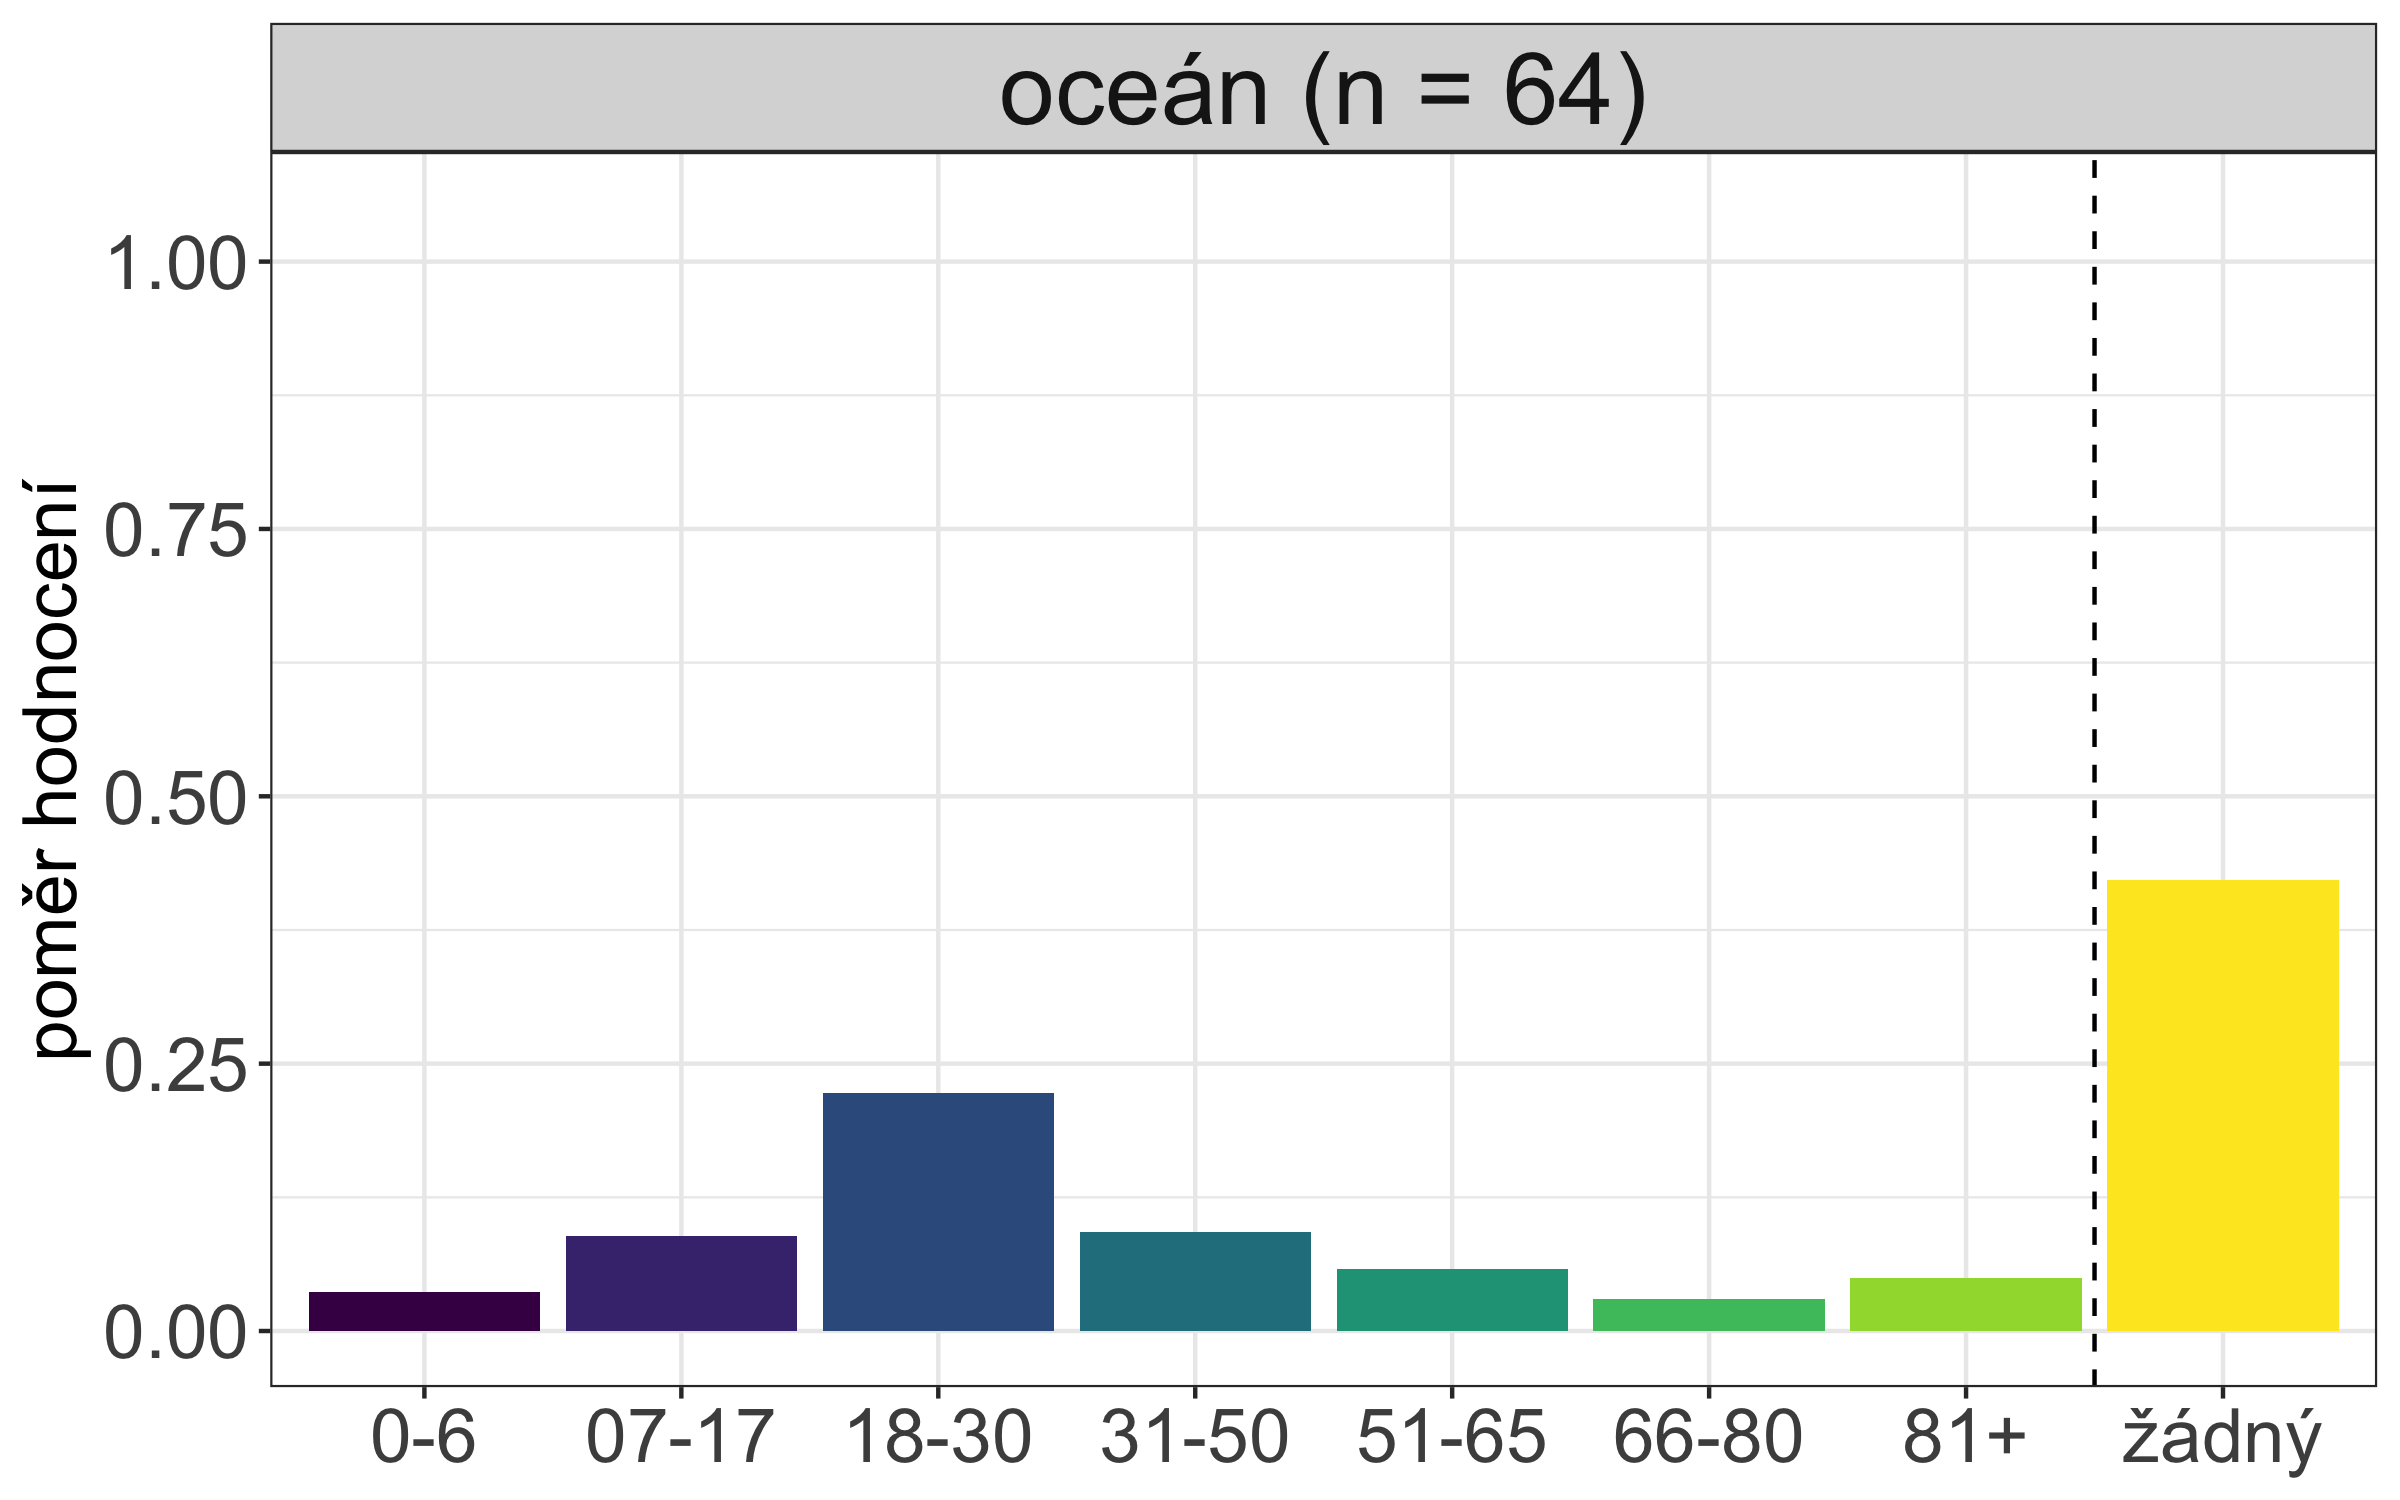 oceán (n = 64)
poměr hodnocení
1.00
0.75
0.50
0.25
0.00
0-6 07-17 18-30 31-50 51-65 66-80 81+ žádný